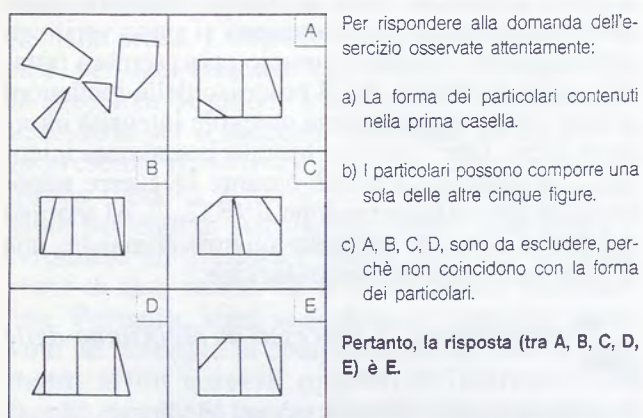 A
B
C
D
E
Per rispondere alla domanda dell'e-
sercizio osservate attentamente:
a) La forma dei particolari contenuti
nella prima casella.
b) I particolari possono comporre una
sola delle altre cinque figure.
c) A, B, C, D, sono da escludere, per-
chè non coincidono con la forma
dei particolari.
Pertanto, la risposta (tra A, B, C, D,
E) è E.